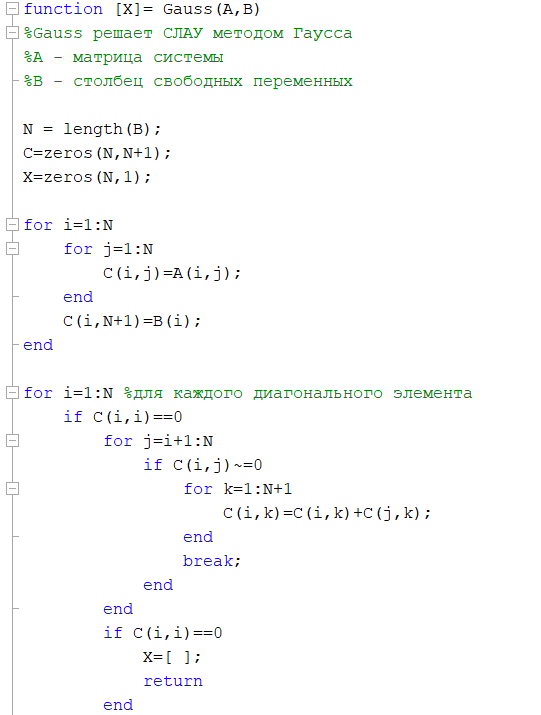 function [X]= Gauss(A,B)
%Gauss решает СЛАУ методом Гаусса
%A - матрица системы
%B - столбец свободных переменных
N = length(B);
C=zeros(N,N+1);
X=zeros(N,1);
for i=1:N
for j=1:N
C(i,j)=A(i,j);
end
C(i,N+1)=B(i);
end
for i=1:N %для каждого диагонального элемента
if C(i,i)==0
for j=i+1:N
if C(i,j)~=0
for k=1:N+1
C(i,k)=C(i,k)+C(j,k);
end
break;
end
end
if C(i,i)==0
X=[ ];
return
end